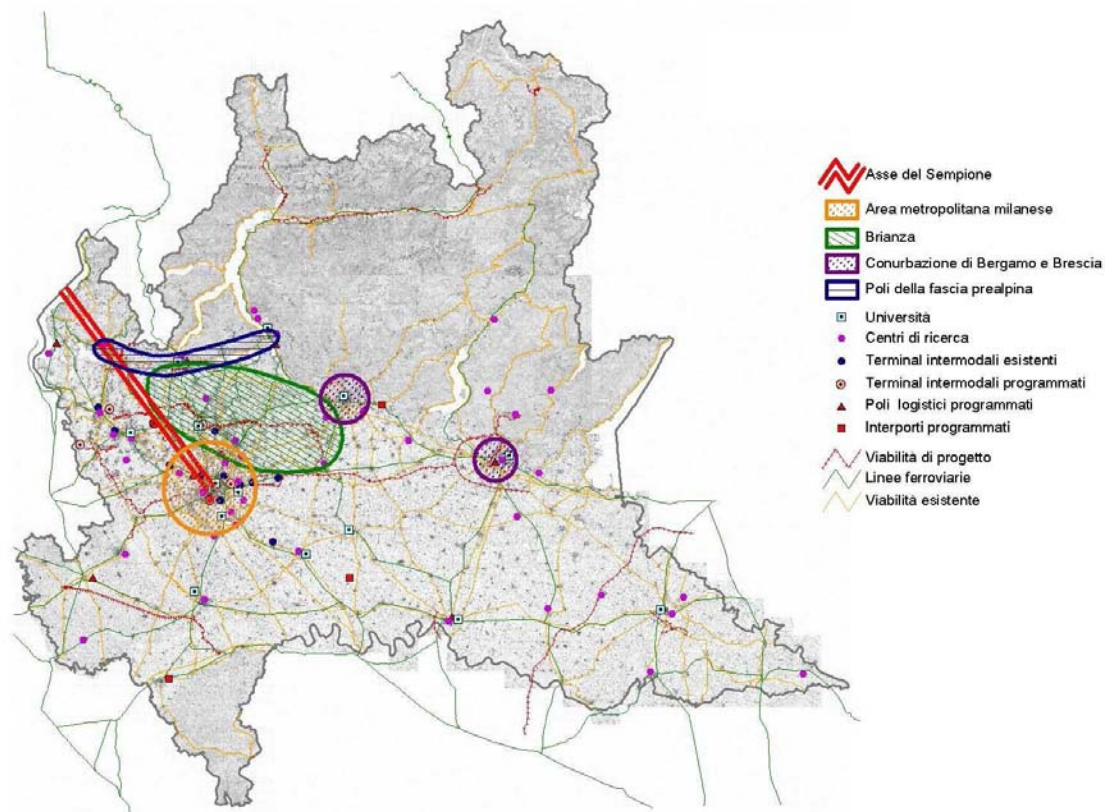 Asse del Sempione
Area metropolitana milanese
Brianza
Conurbazione di Bergamo e Brescia
Poli della fascia prealpina
Università
Centri di ricerca
Terminal intermodali esistenti
Terminal intermodali programmati
Poli logistici programmati
Interporti programmati
Viabilità di progetto
Linee ferroviarie
Viabilità esistente